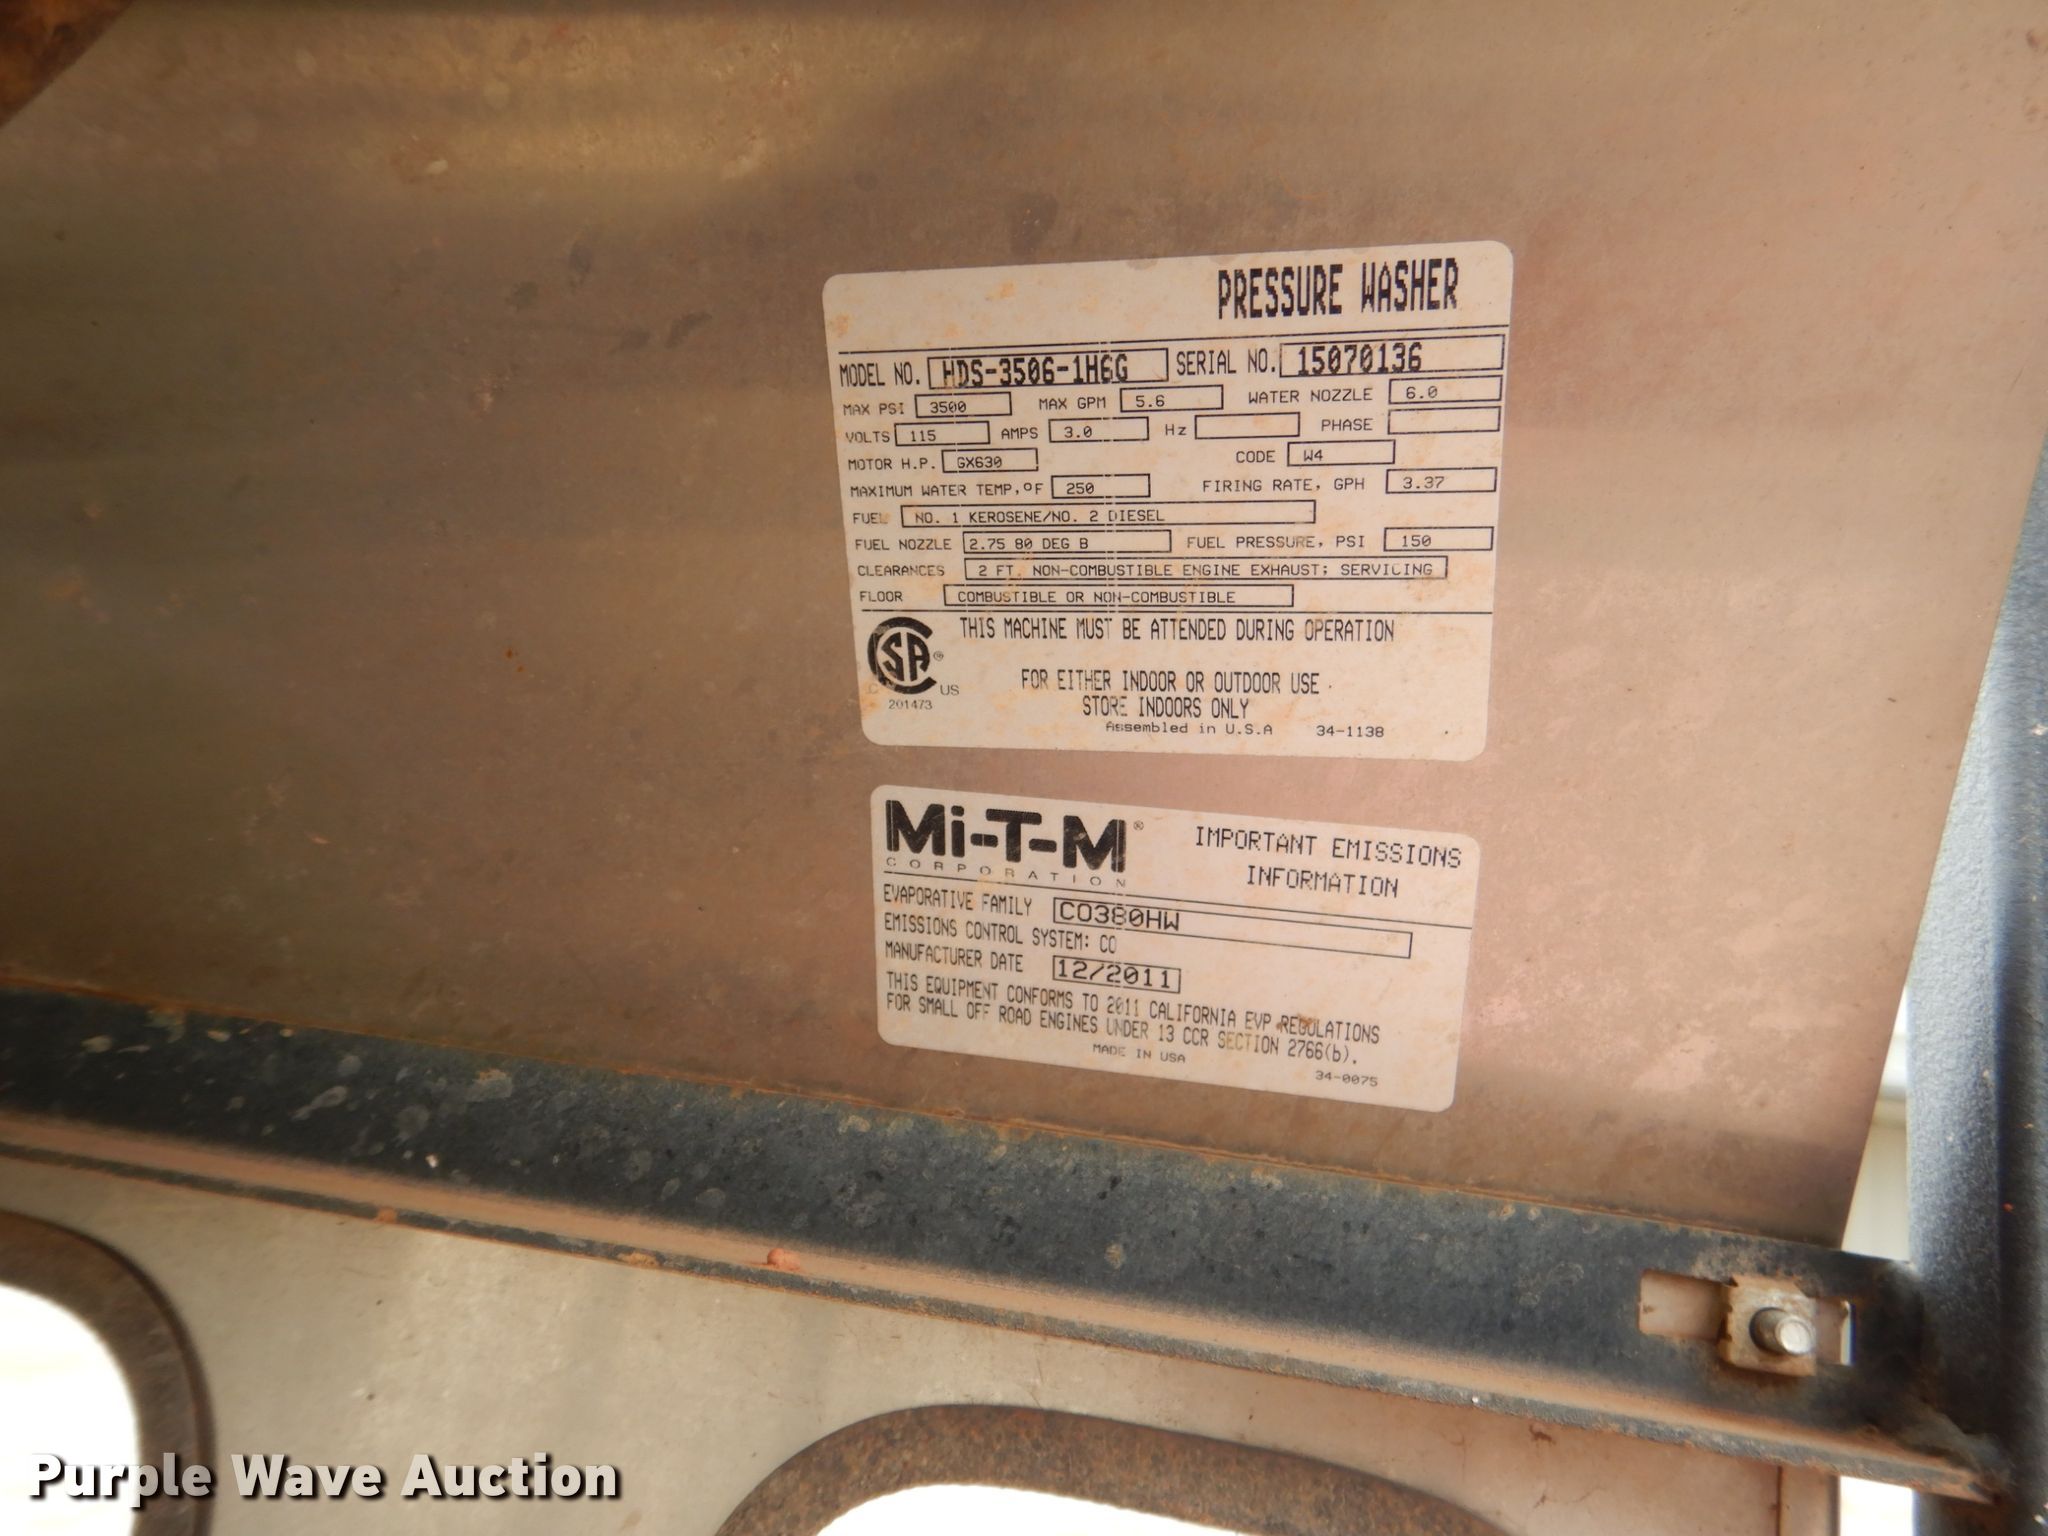 PRESSURE WASHER
MODEL NO. HDS-3506-1H6G SERIAL NO. 15070136
MAX PSI 3500 MAX GPM 5.6 WATER NOZZLE 6.0
VOLTS 115 AMPS 3.0 Hz PHASE
MOTOR H.P. GX630 CODE W4
MAXIMUM WATER TEMP,°F 250 FIRING RATE, GPH 3.37
FUEL NO. 1 KEROSENE/NO. 2 DIESEL
FUEL NOZZLE 2.75 80 DEG B FUEL PRESSURE, PSI 150
CLEARANCES 2 FT. NON-COMBUSTIBLE ENGINE EXHAUST; SERVICING
FLOOR COMBUSTIBLE OR NON-COMBUSTIBLE
THIS MACHINE MUST BE ATTENDED DURING OPERATION
CSA®
C US
201473
FOR EITHER INDOOR OR OUTDOOR USE
STORE INDOORS ONLY
Assembled in U.S.A 34-1138
Mi-T-M®
CORPORATION
IMPORTANT EMISSIONS
INFORMATION
EVAPORATIVE FAMILY CO380HW
EMISSIONS CONTROL SYSTEM: CC
MANUFACTURER DATE 12/2011
THIS EQUIPMENT CONFORMS TO 2011 CALIFORNIA EVP REGULATIONS
FOR SMALL OFF ROAD ENGINES UNDER 13 CCR SECTION 2766(b).
MADE IN USA
34-0075
Purple Wave Auction